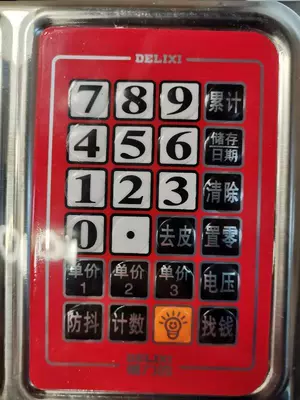 DELIXI
7 8 9 累计
4 5 6 储存/日期
1 2 3 清除
0 · 去皮 置零
单价1 单价2 单价3 电压
防抖 计数 找钱
DELIXI